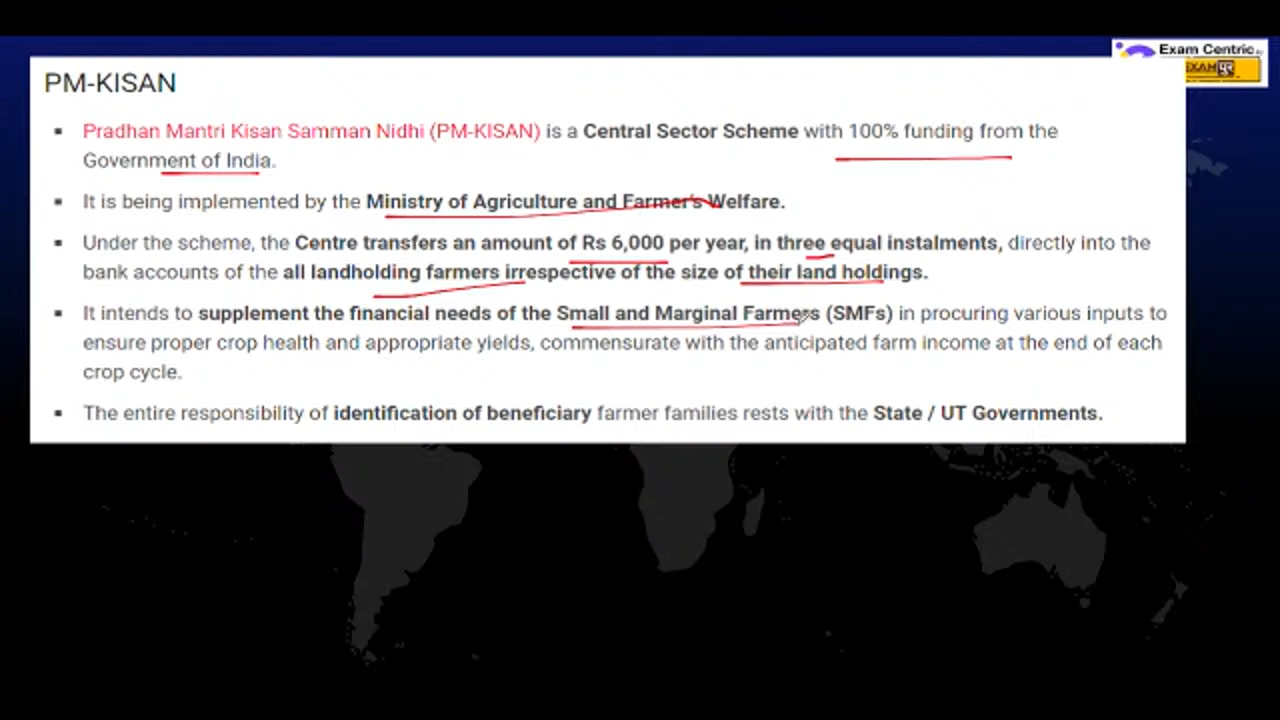 Exam Centric
EXAMपुर
PM-KISAN
Pradhan Mantri Kisan Samman Nidhi (PM-KISAN) is a Central Sector Scheme with 100% funding from the
Government of India.
It is being implemented by the Ministry of Agriculture and Farmer's Welfare.
Under the scheme, the Centre transfers an amount of Rs 6,000 per year, in three equal instalments, directly into the
bank accounts of the all landholding farmers irrespective of the size of their land holdings.
It intends to supplement the financial needs of the Small and Marginal Farmers (SMFs) in procuring various inputs to
ensure proper crop health and appropriate yields, commensurate with the anticipated farm income at the end of each
crop cycle.
The entire responsibility of identification of beneficiary farmer families rests with the State / UT Governments.